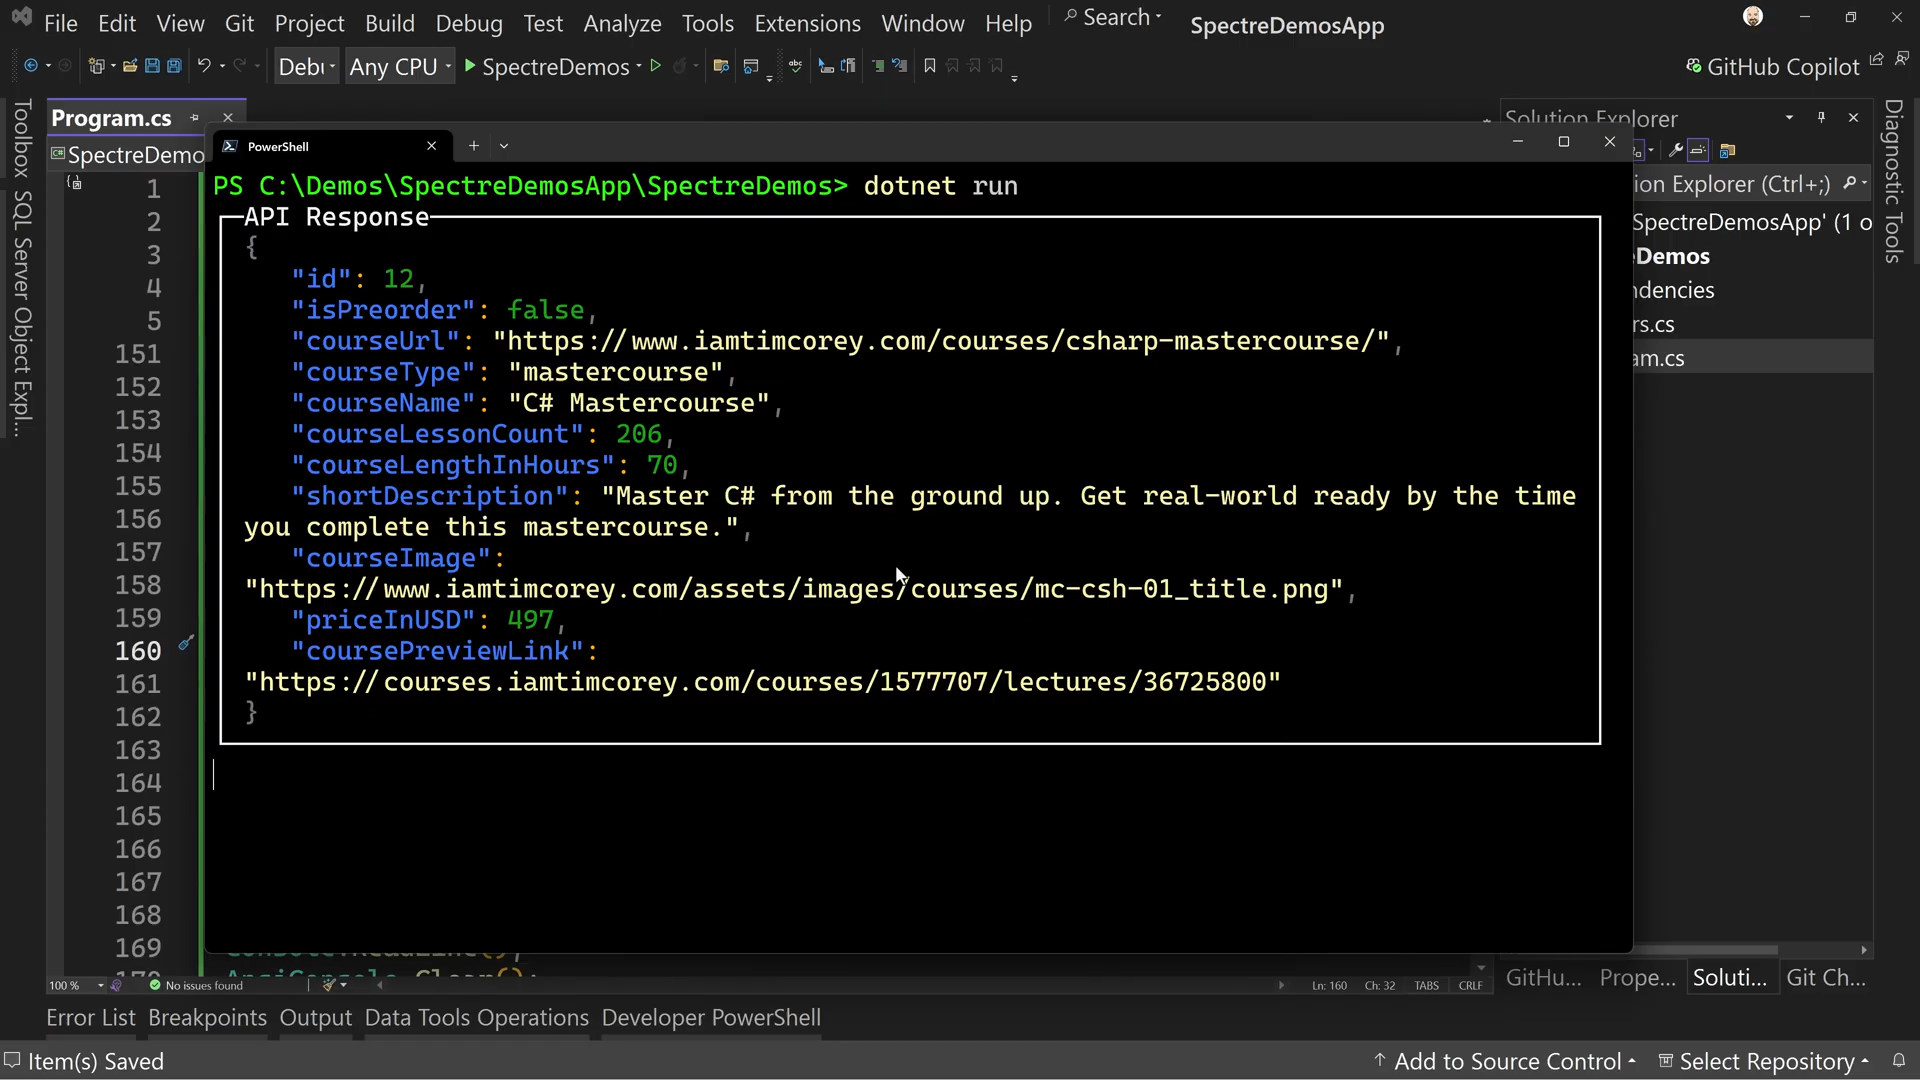 File Edit View Git Project Build Debug Test Analyze Tools Extensions Window Help Search SpectreDemosApp
Any CPU SpectreDemos GitHub Copilot
Toolbox
SQL Server Object Expl...
Program.cs
Solution Explorer
Diagnostic Tools
PowerShell
SpectreDemo
1
2
3
4
5
151
152
153
154
155
156
157
158
159
160
161
162
163
164
165
166
167
168
169
170
PS C:\Demos\SpectreDemosApp\SpectreDemos> dotnet run
API Response
{
"id": 12,
"isPreorder": false,
"courseUrl": "https://www.iamtimcorey.com/courses/csharp-mastercourse/",
"courseType": "mastercourse",
"courseName": "C# Mastercourse",
"courseLessonCount": 206,
"courseLengthInHours": 70,
"shortDescription": "Master C# from the ground up. Get real-world ready by the time
you complete this mastercourse.",
"courseImage":
"https://www.iamtimcorey.com/assets/images/courses/mc-csh-01_title.png",
"priceInUSD": 497,
"coursePreviewLink":
"https://courses.iamtimcorey.com/courses/1577707/lectures/36725800"
}
ion Explorer (Ctrl+;)
SpectreDemosApp' (1 o
eDemos
ndencies
rs.cs
am.cs
Console.ReadLine();
AnsiConsole.Clear();
100 % No issues found Ln: 160 Ch: 32 TABS CRLF
GitHu... Prope... Soluti... Git Ch...
Error List Breakpoints Output Data Tools Operations Developer PowerShell
Item(s) Saved Add to Source Control Select Repository